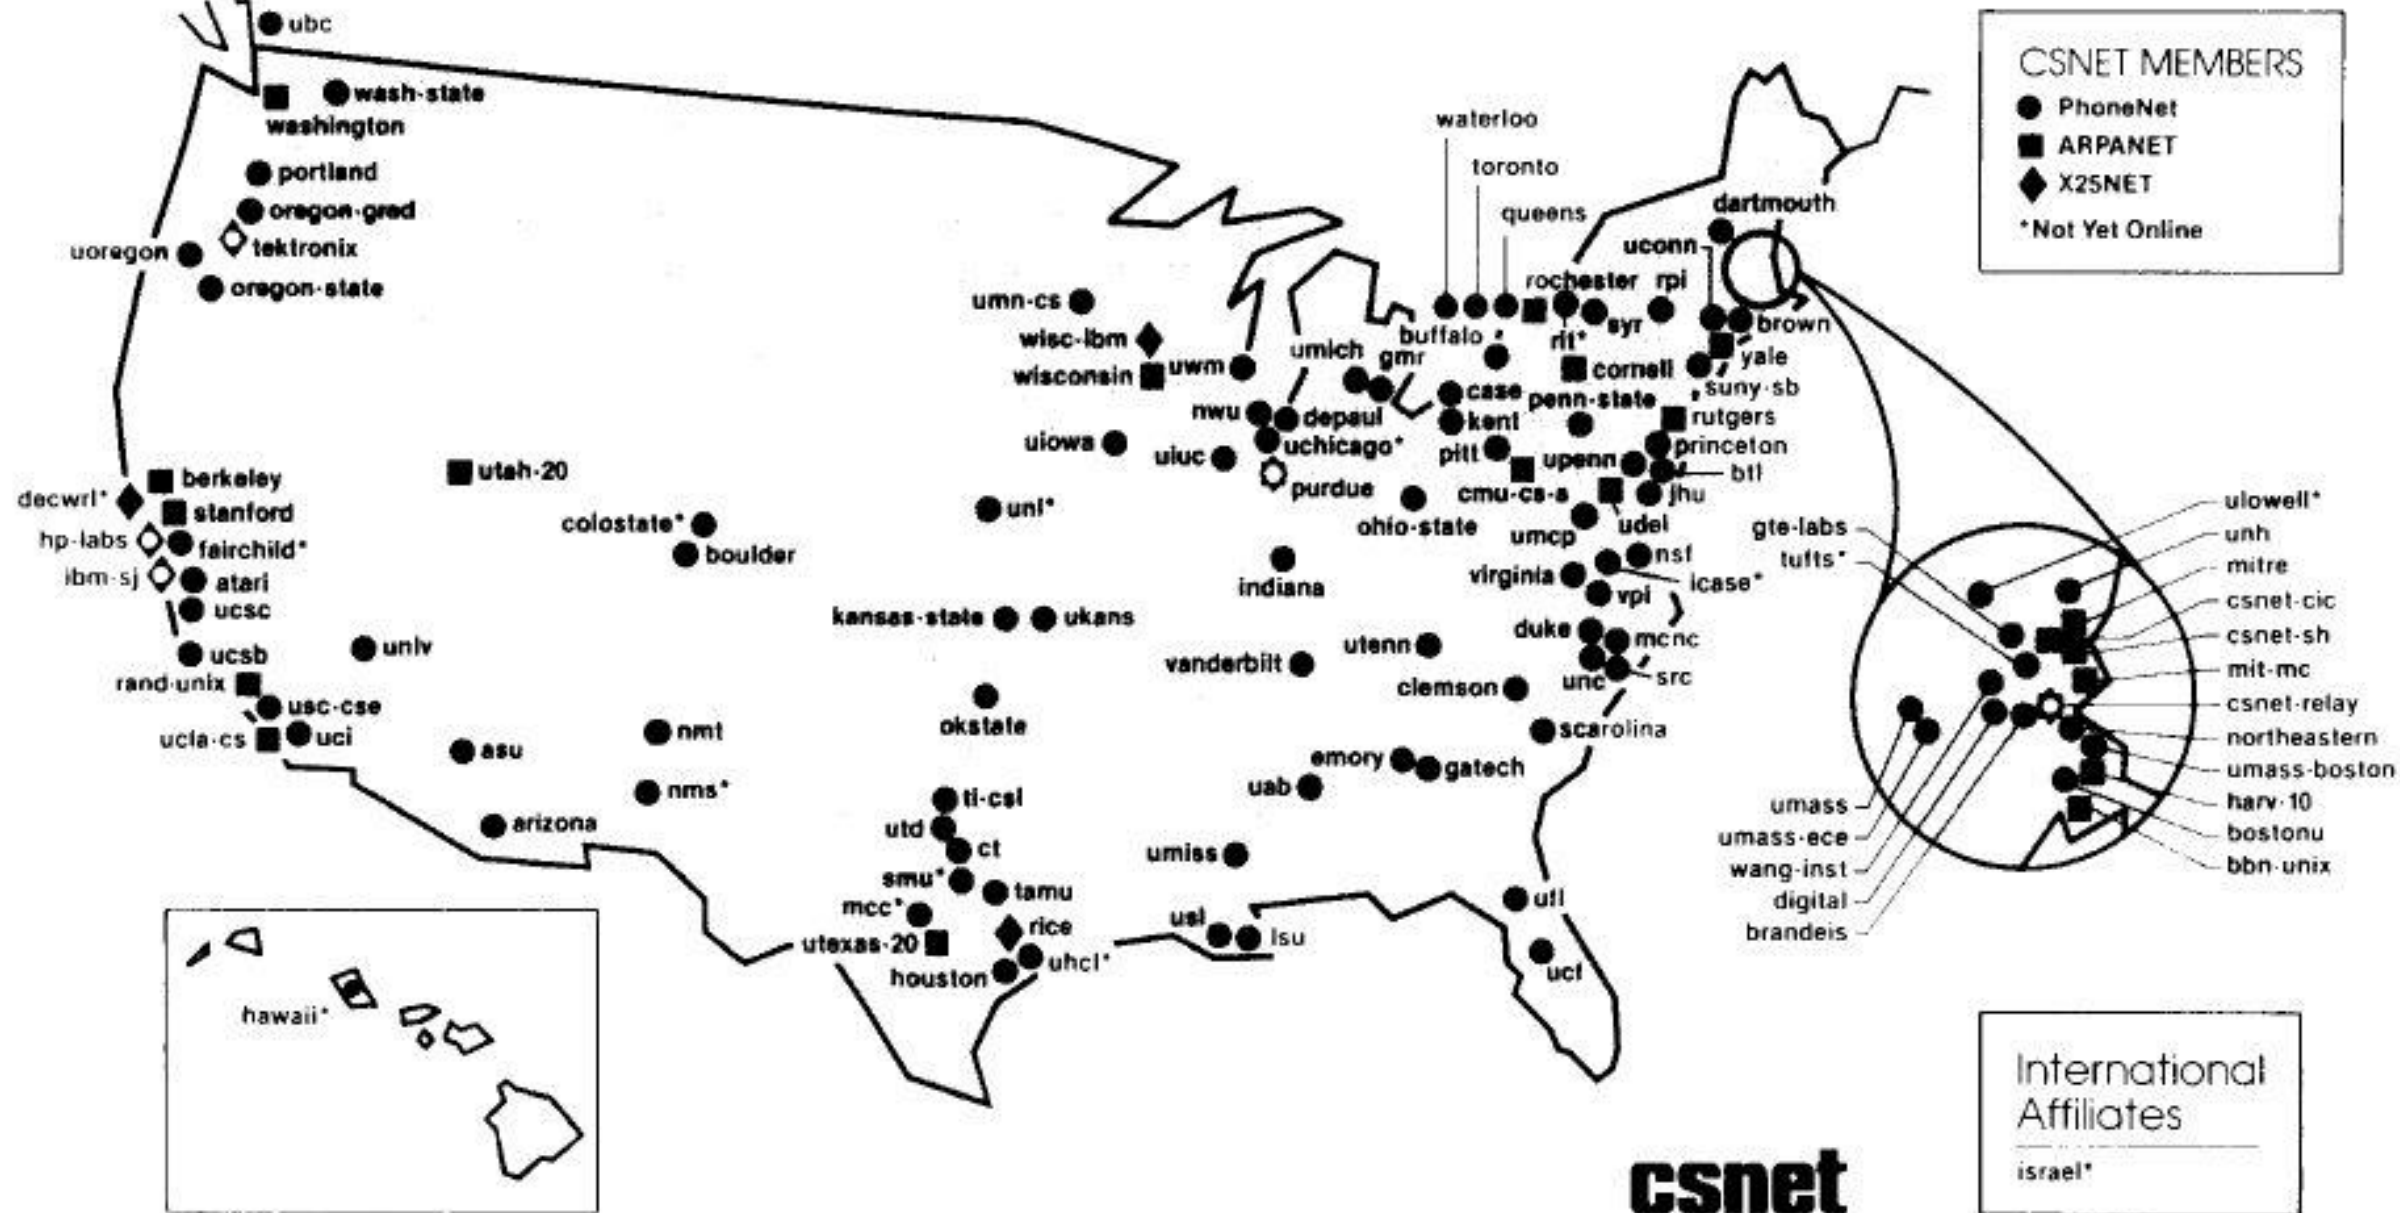 ubc
wash-state
washington
portland
oregon-grad
tektronix
uoregon
oregon-state
waterloo
toronto
queens
dartmouth
uconn
rochester
rpi
umn-cs
wisc-ibm
wisconsin
uwm
umich
gmr
buffalo
rit*
syr
brown
yale
cornell
suny-sb
nwu
depaul
case
penn-state
kent
rutgers
uiowa
uiuc
uchicago*
purdue
pitt
upenn
princeton
btl
cmu-cs-a
jhu
ohio-state
udel
umcp
berkeley
utah-20
decwrl*
stanford
hp-labs
fairchild*
ibm-sj
atari
ucsc
colostate*
boulder
unl*
indiana
nsf
virginia
icase*
vpi
kansas-state
ukans
ucsb
unlv
rand-unix
usc-cse
ucla-cs
uci
utenn
duke
mcnc
vanderbilt
clemson
unc
src
okstate
nmt
asu
scarolina
emory
gatech
uab
nms*
arizona
ti-csl
utd
ct
smu*
tamu
mcc*
rice
utexas-20
uhcl*
houston
umiss
usl
lsu
ufl
ucf
hawaii*
CSNET MEMBERS
PhoneNet
ARPANET
X25NET
*Not Yet Online
gte-labs
tufts*
ulowell*
unh
mitre
csnet-cic
csnet-sh
mit-mc
csnet-relay
northeastern
umass-boston
harv-10
bostonu
bbn-unix
umass
umass-ece
wang-inst
digital
brandeis
International
Affiliates
israel*
csnet